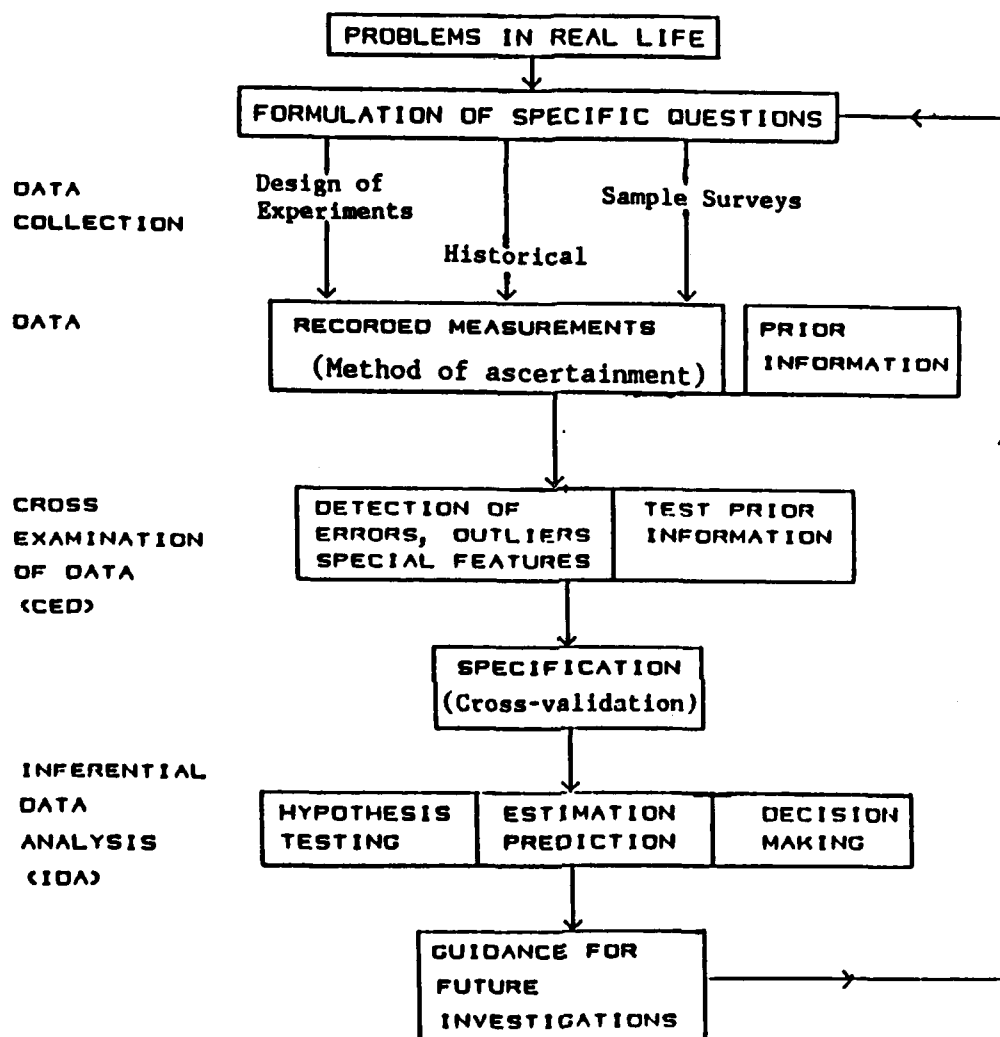 PROBLEMS IN REAL LIFE
FORMULATION OF SPECIFIC QUESTIONS
DATA
COLLECTION
Design of
Experiments
Historical
Sample Surveys
DATA
RECORDED MEASUREMENTS
(Method of ascertainment)
PRIOR
INFORMATION
CROSS
EXAMINATION
OF DATA
(CED)
DETECTION OF
ERRORS, OUTLIERS
SPECIAL FEATURES
TEST PRIOR
INFORMATION
SPECIFICATION
(Cross-validation)
INFERENTIAL
DATA
ANALYSIS
(IDA)
HYPOTHESIS
TESTING
ESTIMATION
PREDICTION
DECISION
MAKING
GUIDANCE FOR
FUTURE
INVESTIGATIONS